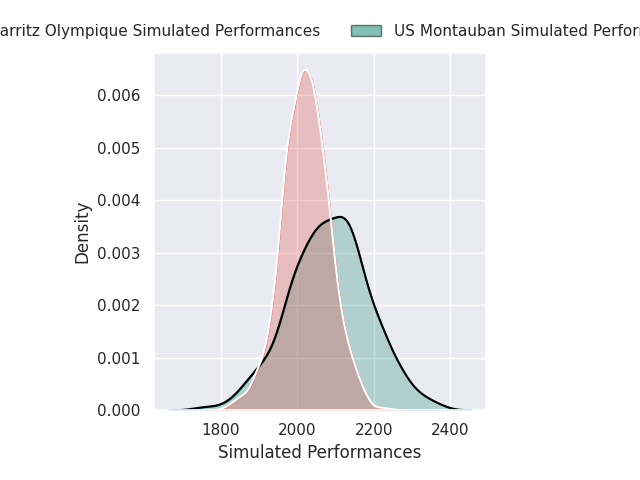 arritz Olympique Simulated Performances US Montauban Simulated Perfor
0.006
0.005
0.004
0.003
0.002
0.001
0.000
Density
1800 2000 2200 2400
Simulated Performances